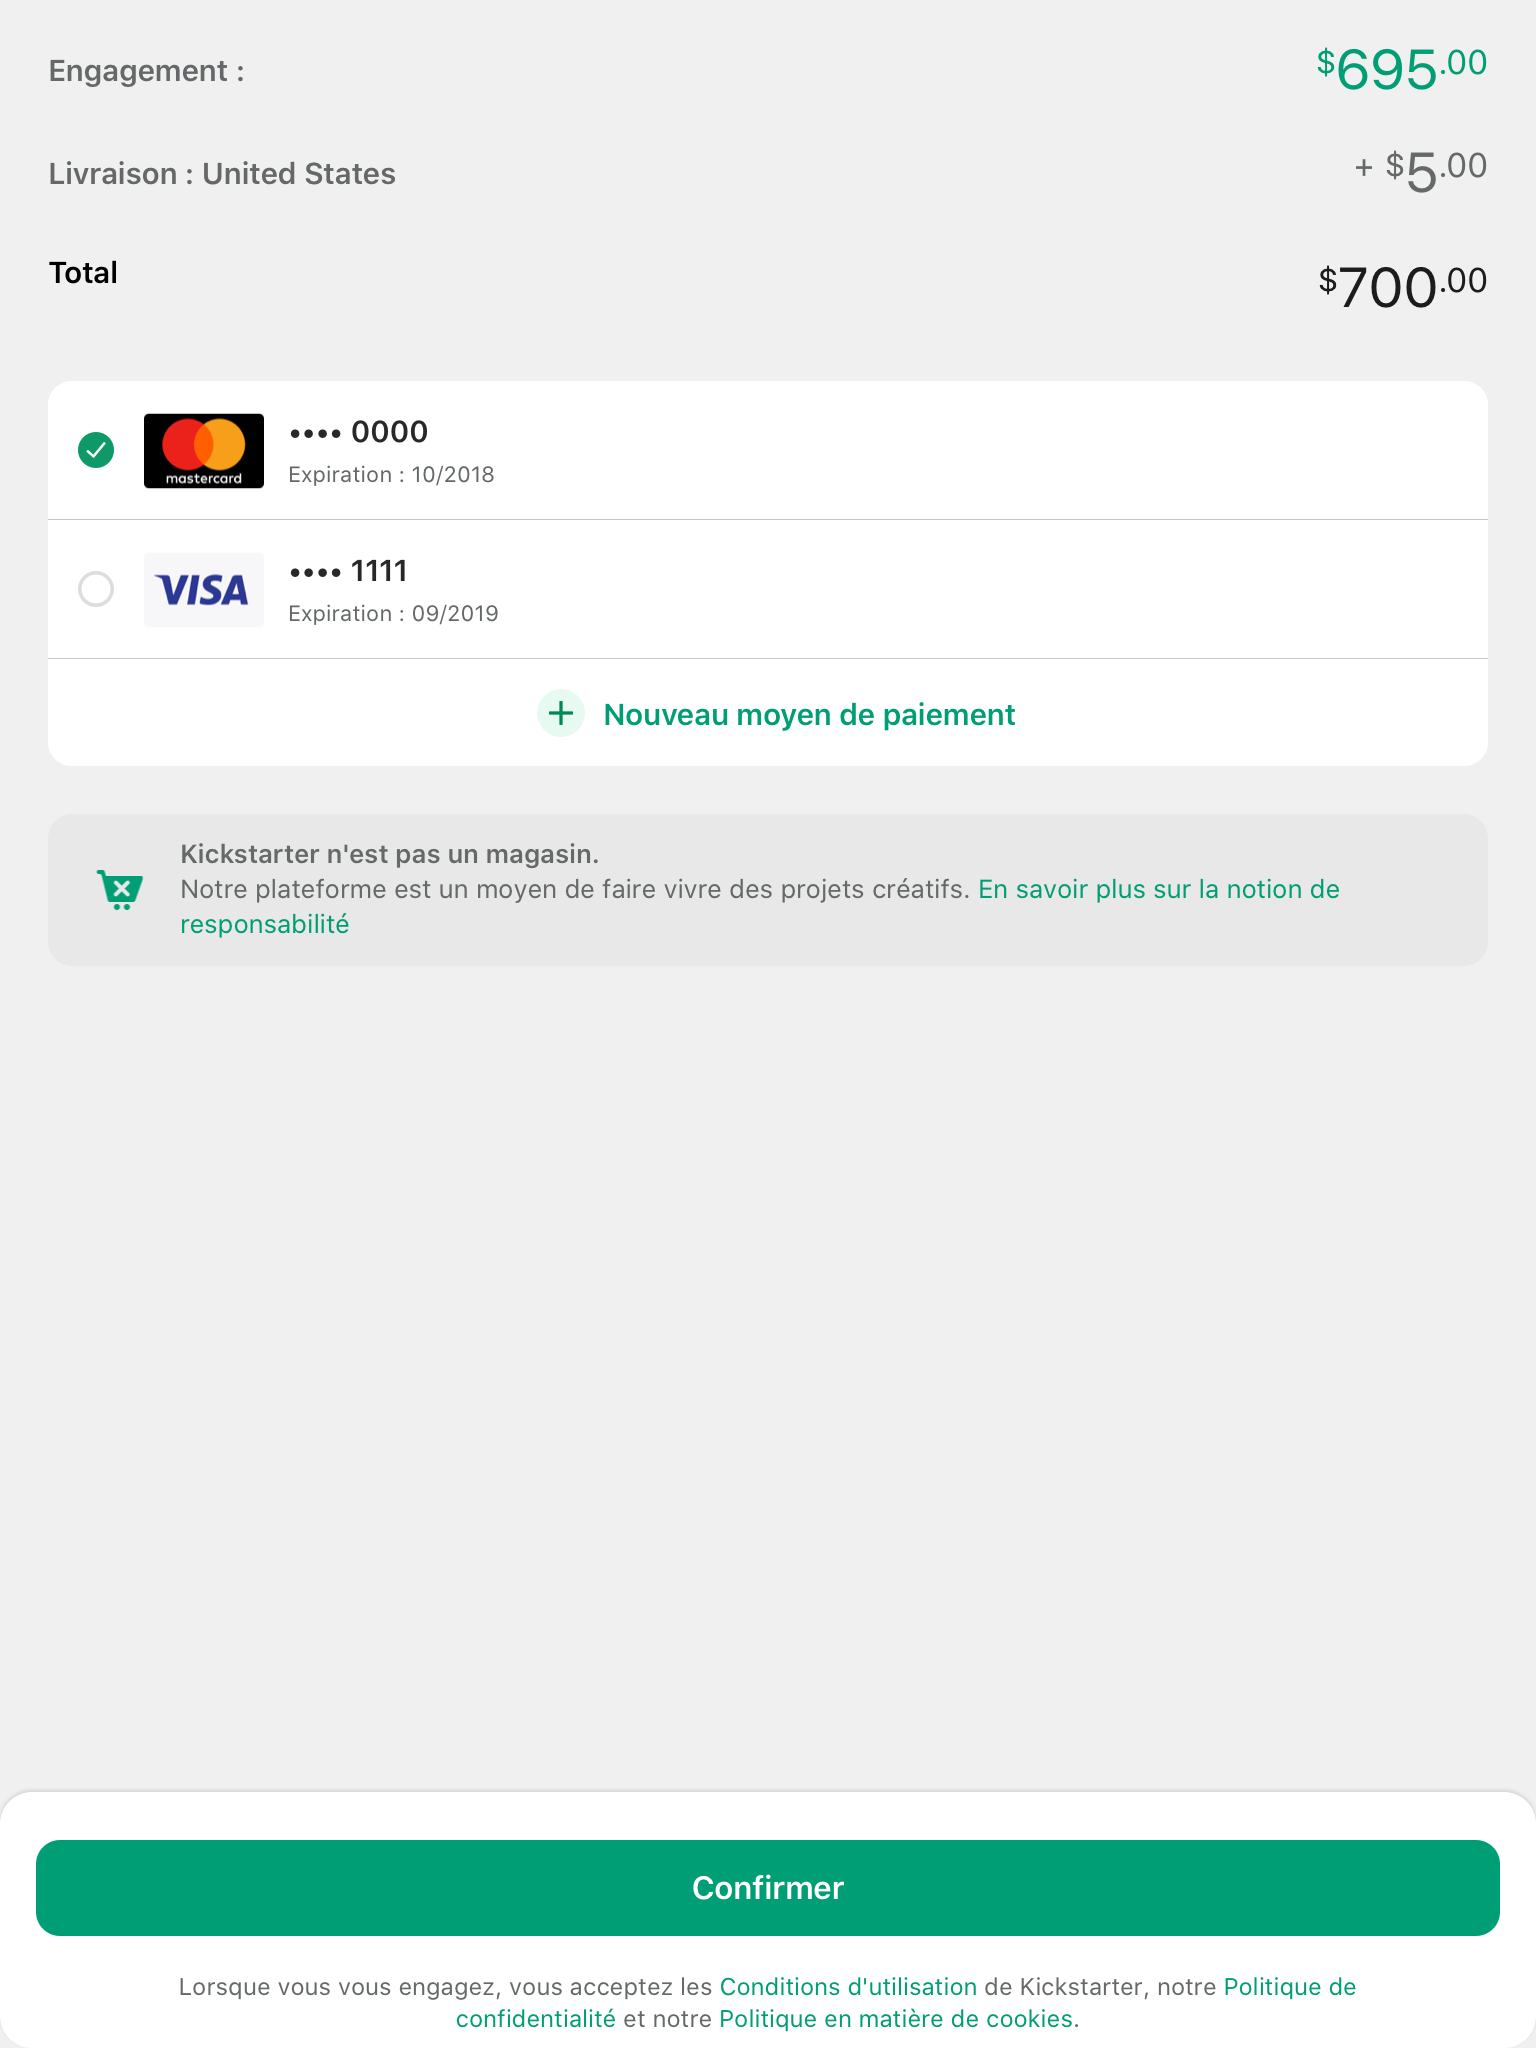 Engagement :
$695.00
Livraison : United States
+ $5.00
Total
$700.00
mastercard
•••• 0000
Expiration : 10/2018
VISA
•••• 1111
Expiration : 09/2019
Nouveau moyen de paiement
Kickstarter n'est pas un magasin.
Notre plateforme est un moyen de faire vivre des projets créatifs. En savoir plus sur la notion de
responsabilité
Confirmer
Lorsque vous vous engagez, vous acceptez les Conditions d'utilisation de Kickstarter, notre Politique de
confidentialité et notre Politique en matière de cookies.